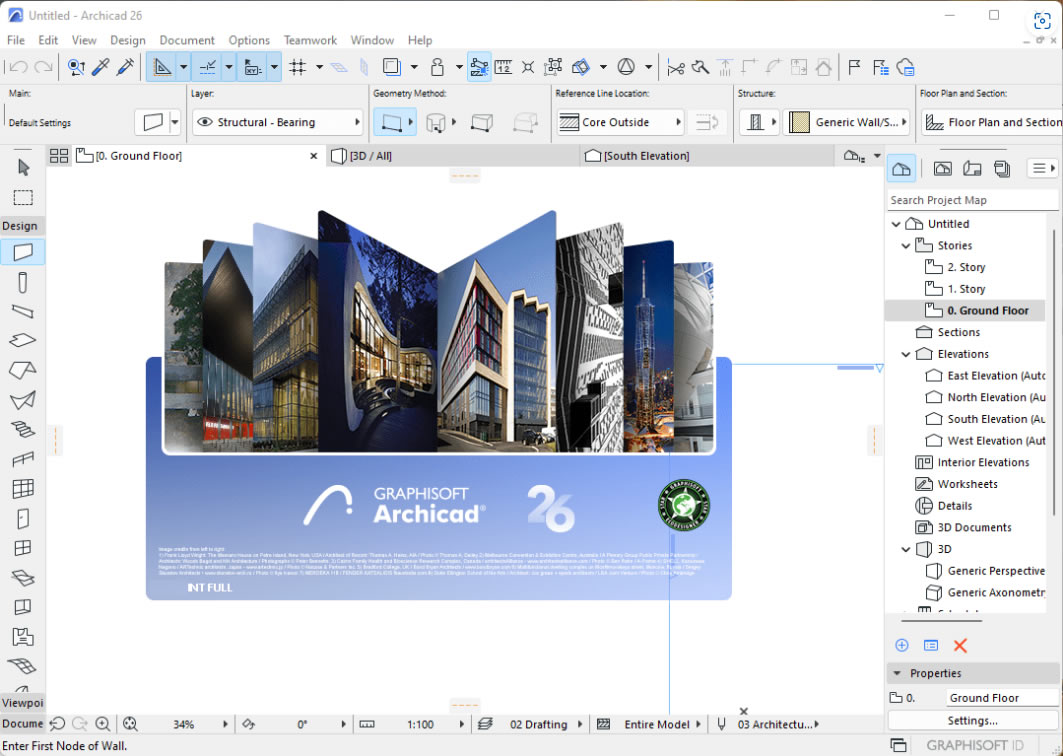 Untitled - Archicad 26
File Edit View Design Document Options Teamwork Window Help
Main: Layer: Geometry Method: Reference Line Location: Structure: Floor Plan and Section:
Default Settings Structural - Bearing Core Outside Generic Wall/S... Floor Plan and Section
[0. Ground Floor] [3D / All] [South Elevation]
Search Project Map
Design
Untitled
Stories
2. Story
1. Story
0. Ground Floor
Sections
Elevations
East Elevation (Auto
North Elevation (Au
South Elevation (Au
West Elevation (Aut
Interior Elevations
Worksheets
Details
3D Documents
3D
Generic Perspective
Generic Axonometr
GRAPHISOFT
Archicad®
26
Image credits from left to right:
INT FULL
Properties
0. Ground Floor
Settings...
Viewpoi
Docume 34% 0° 1:100 02 Drafting Entire Model 03 Architectu...
Enter First Node of Wall.
GRAPHISOFT ID